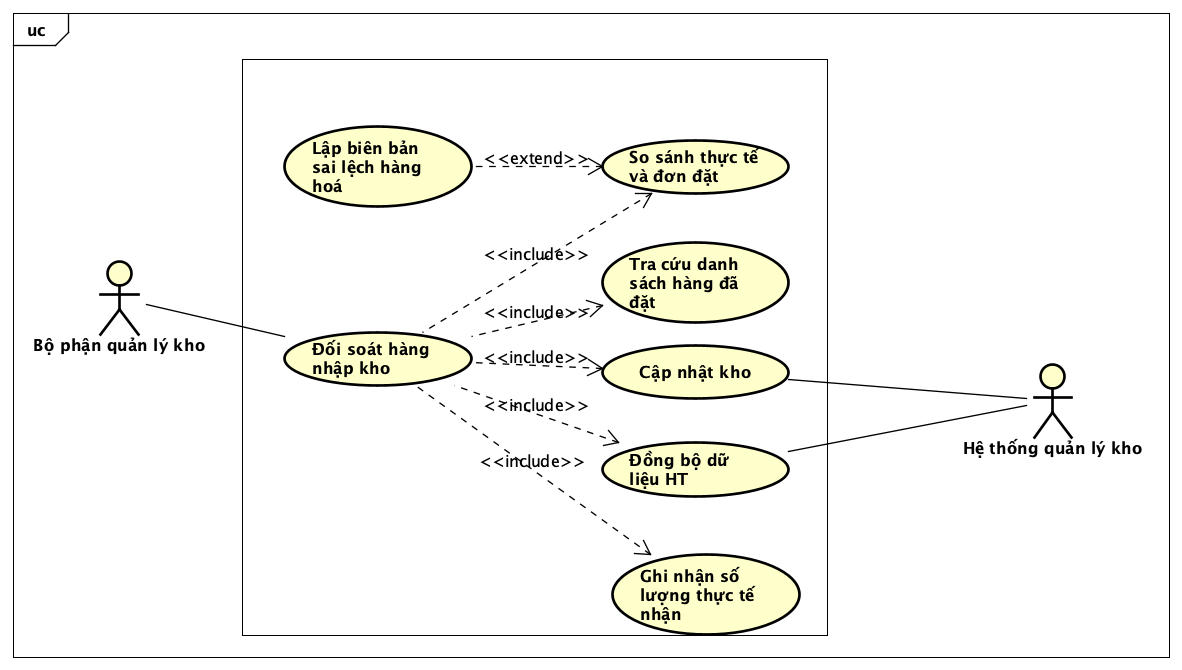 uc
Lập biên bản
sai lệch hàng
hoá
<<extend>>
So sánh thực tế
và đơn đặt
<<include>>
Tra cứu danh
sách hàng đã
đặt
<<include>>
Bộ phận quản lý kho
Đối soát hàng
nhập kho
<<include>>
Cập nhật kho
<<include>>
Hệ thống quản lý kho
<<include>>
Đồng bộ dữ
liệu HT
Ghi nhận số
lượng thực tế
nhận